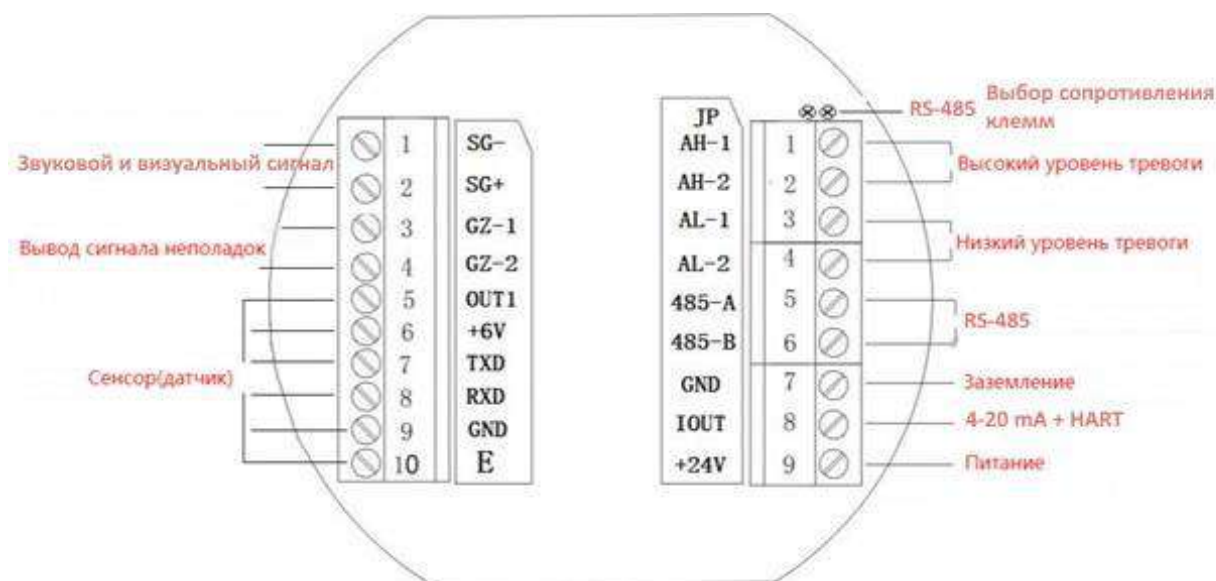 JP
RS-485 Выбор сопротивления
клемм
1 SG-
2 SG+
Звуковой и визуальный сигнал
3 GZ-1
4 GZ-2
Вывод сигнала неполадок
5 OUT1
6 +6V
7 TXD
8 RXD
9 GND
10 E
Сенсор(датчик)
AH-1 1
AH-2 2
Высокий уровень тревоги
AL-1 3
AL-2 4
Низкий уровень тревоги
485-A 5
485-B 6
RS-485
GND 7 Заземление
IOUT 8 4-20 mA + HART
+24V 9 Питание